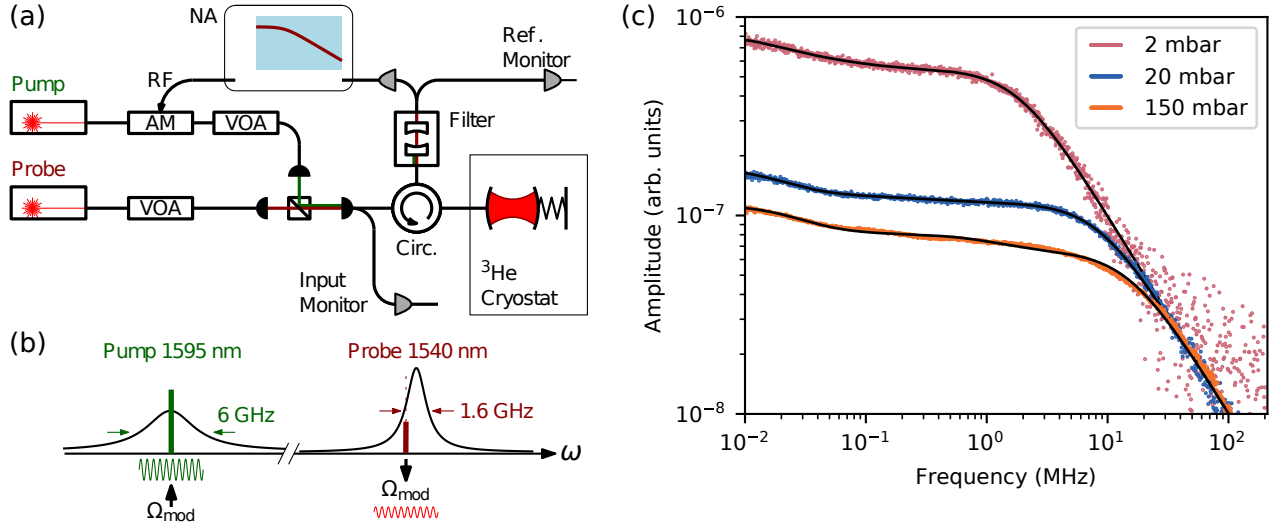 (a)
NA
Ref.
Monitor
RF
Pump
AM
VOA
Filter
Probe
VOA
Circ.
Input
Monitor
³He
Cryostat
(b)
Pump 1595 nm
Probe 1540 nm
6 GHz
1.6 GHz
ω
Ωmod
Ωmod
(c)
Amplitude (arb. units)
10⁻⁶
10⁻⁷
10⁻⁸
2 mbar
20 mbar
150 mbar
10⁻² 10⁻¹ 10⁰ 10¹ 10²
Frequency (MHz)